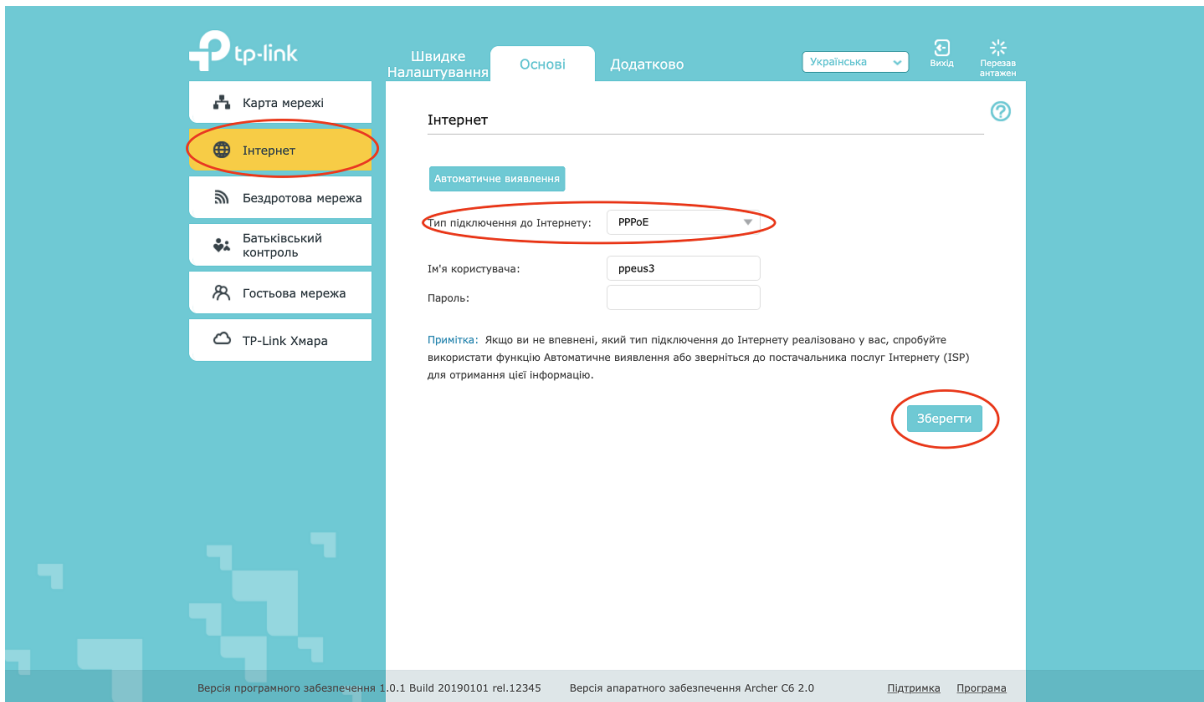 tp-link
Швидке
Налаштування
Основі
Додатково
Українська
Вихід
Перезав
антажен
Карта мережі
Інтернет
Бездротова мережа
Батьківський
контроль
Гостьова мережа
TP-Link Хмара
Інтернет
?
Автоматичне виявлення
Тип підключення до Інтернету: PPPoE
Ім'я користувача: ppeus3
Пароль:
Примітка: Якщо ви не впевнені, який тип підключення до Інтернету реалізовано у вас, спробуйте
використати функцію Автоматичне виявлення або зверніться до постачальника послуг Інтернету (ISP)
для отримання цієї інформацію.
Зберегти
Версія програмного забезпечення 1.0.1 Build 20190101 rel.12345 Версія апаратного забезпечення Archer C6 2.0 Підтримка Програма